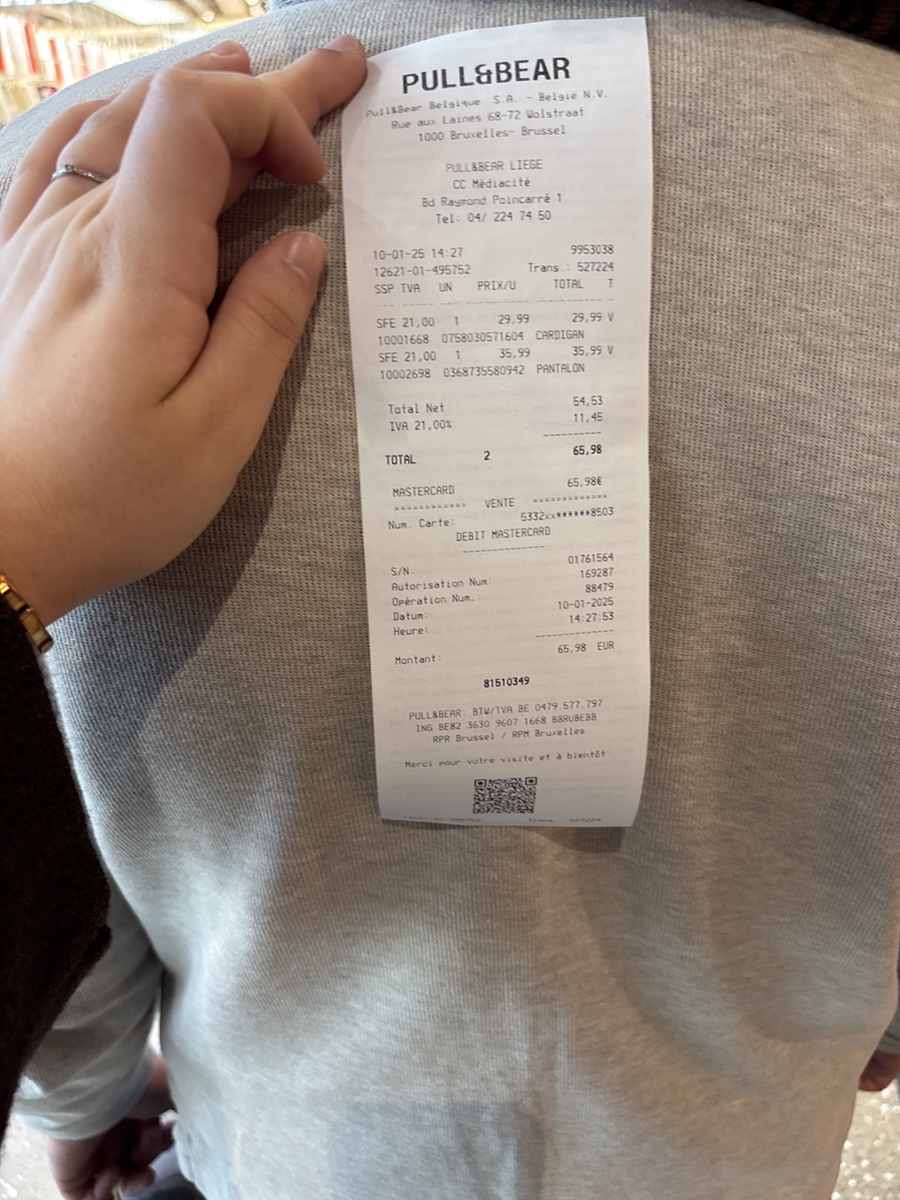 PULL&BEAR
Pull&Bear Belgique S.A. - Belgïe N.V.
Rue aux Laines 68-72 Wolstraat
1000 Bruxelles- Brussel
PULL&BEAR LIEGE
CC Médiacité
Bd Raymond Poincarré 1
Tel: 04/ 224 74 50
10-01-25 14:27 9953038
12621-01-495752 Trans.: 527224
SSP TVA UN PRIX/U TOTAL T
SFE 21,00 1 29,99 29,99 V
10001668 0758030571604 CARDIGAN
SFE 21,00 1 35,99 35,99 V
10002698 0368735580942 PANTALON
Total Net 54,53
IVA 21,00% 11,45
TOTAL 2 65,98
MASTERCARD 65,98€
============ VENTE ============
Num. Carte: 5332xx******8503
DEBIT MASTERCARD
S/N: 01761564
Autorisation Num: 169287
Opération Num.: 88479
Datum: 10-01-2025
Heure: 14:27:53
Montant: 65,98 EUR
81510349
PULL&BEAR: BTW/TVA BE.0479.577.797
ING BE82 3630 9607 1668 BBRUBEBB
RPR Brussel / RPM Bruxelles
Merci pour votre visite et à bientôt
12621-01-495752 Trans.: 527224